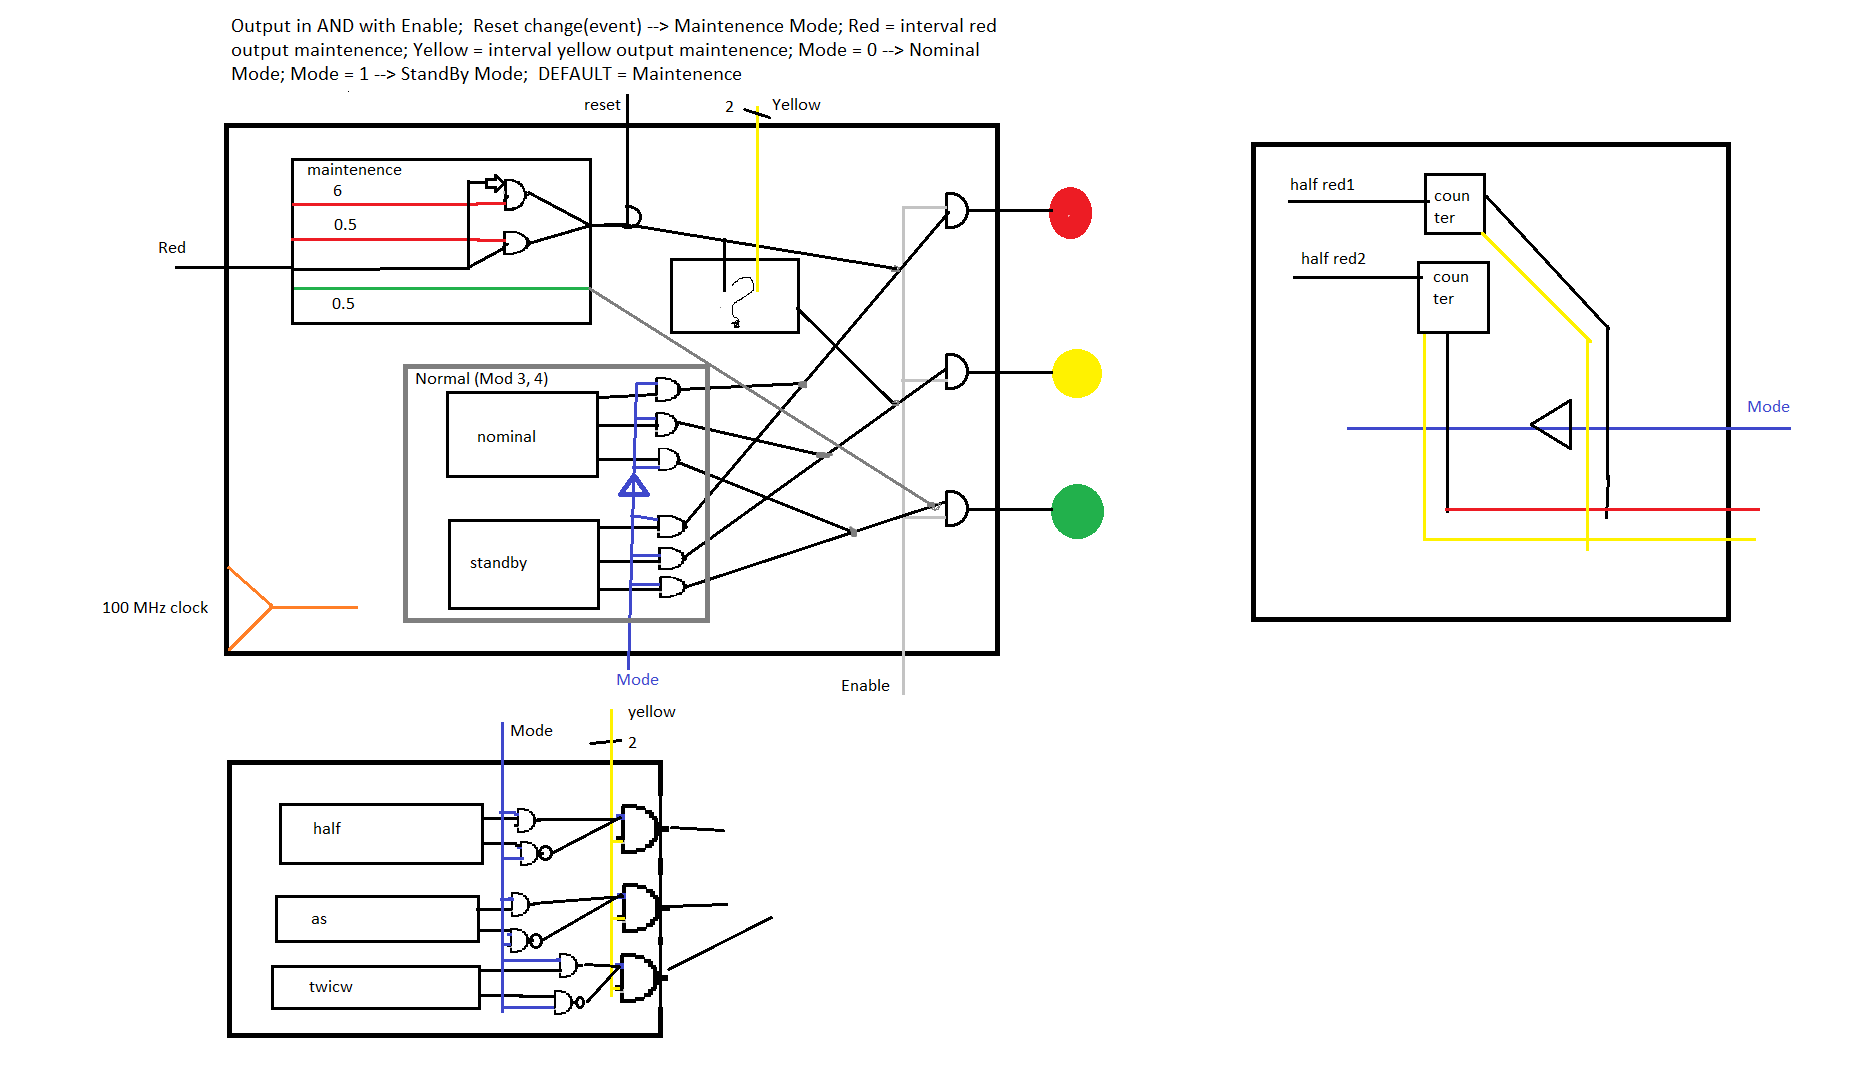 Output in AND with Enable;  Reset change(event) --> Maintenence Mode; Red = interval red
output maintenence; Yellow = interval yellow output maintenence; Mode = 0 --> Nominal
Mode; Mode = 1 --> StandBy Mode;  DEFAULT = Maintenence
reset
2
Yellow
maintenence
6
0.5
Red
0.5
?
Normal (Mod 3, 4)
nominal
standby
100 MHz clock
Mode
Enable
half red1
coun
ter
half red2
coun
ter
Mode
Mode
yellow
2
half
as
twicw